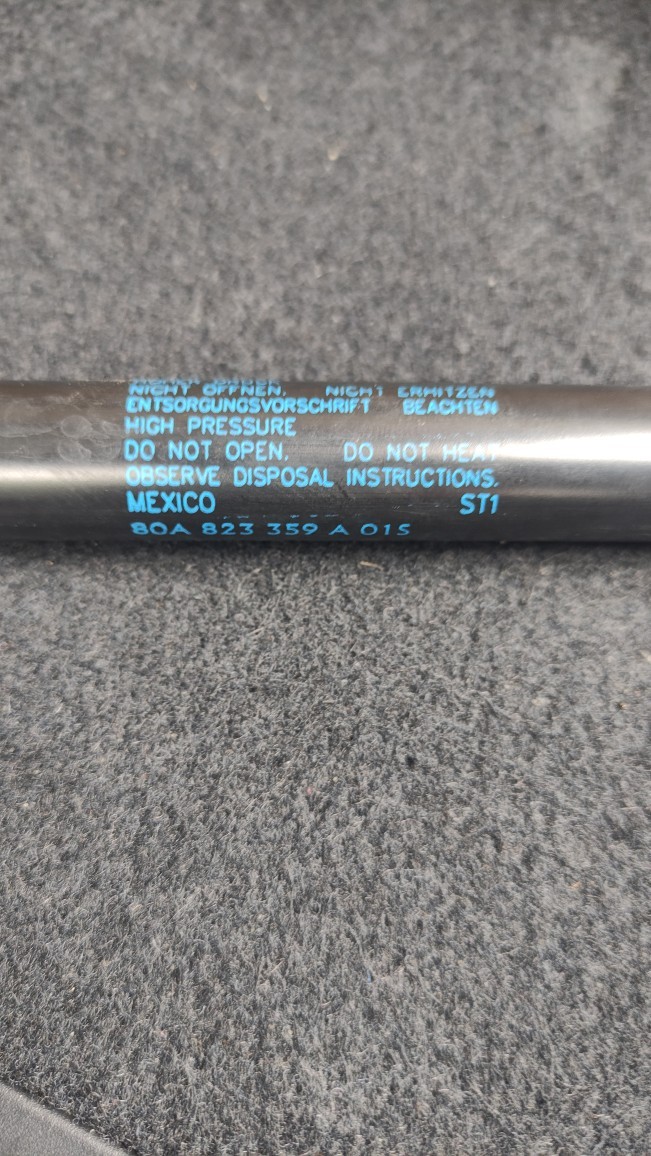 NICHT ÖFFNEN. NICHT ERHITZEN
ENTSORGUNGSVORSCHRIFT BEACHTEN
HIGH PRESSURE
DO NOT OPEN. DO NOT HEAT
OBSERVE DISPOSAL INSTRUCTIONS.
MEXICO ST1
80A 823 359 A 01S